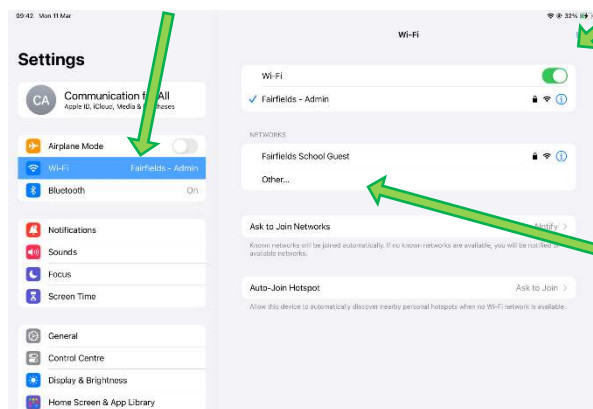 09:42 Mon 11 Mar
32%
Settings
CA
Communication for All
Apple ID, iCloud, Media & Purchases
Airplane Mode
Wi-Fi Fairfields - Admin
Bluetooth On
Notifications
Sounds
Focus
Screen Time
General
Control Centre
Display & Brightness
Home Screen & App Library
Wi-Fi
Wi-Fi
Fairfields - Admin
NETWORKS
Fairfields School Guest
Other...
Ask to Join Networks Notify
Known networks will be joined automatically. If no known networks are available, you will be notified of
available networks.
Auto-Join Hotspot Ask to Join
Allow this device to automatically discover nearby personal hotspots when no Wi-Fi network is available.